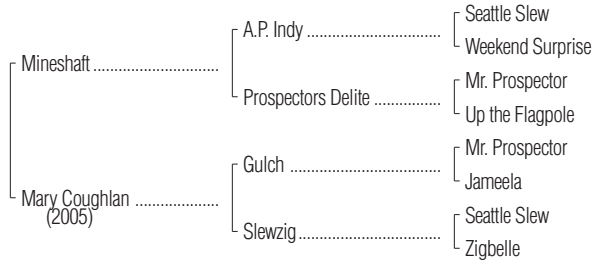 Seattle Slew
A.P. Indy ........................................
Weekend Surprise
Mineshaft .....................................
Mr. Prospector
Prospectors Delite ....................
Up the Flagpole
Mr. Prospector
Gulch .............................................
Jameela
Mary Coughlan ........................
(2005)
Seattle Slew
Slewzig ..........................................
Zigbelle